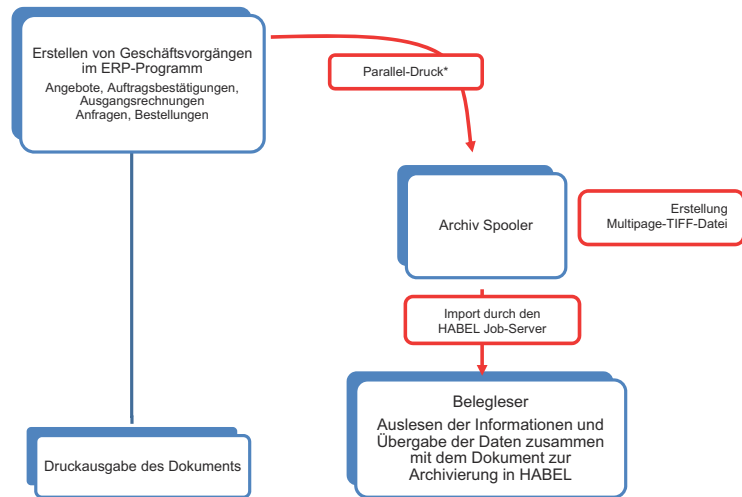 Erstellen von Geschäftsvorgängen
im ERP-Programm
Angebote, Auftragsbestätigungen,
Ausgangsrechnungen
Anfragen, Bestellungen
Parallel-Druck*
Archiv Spooler
Erstellung
Multipage-TIFF-Datei
Import durch den
HABEL Job-Server
Belegleser
Auslesen der Informationen und
Übergabe der Daten zusammen
mit dem Dokument zur
Archivierung in HABEL
Druckausgabe des Dokuments